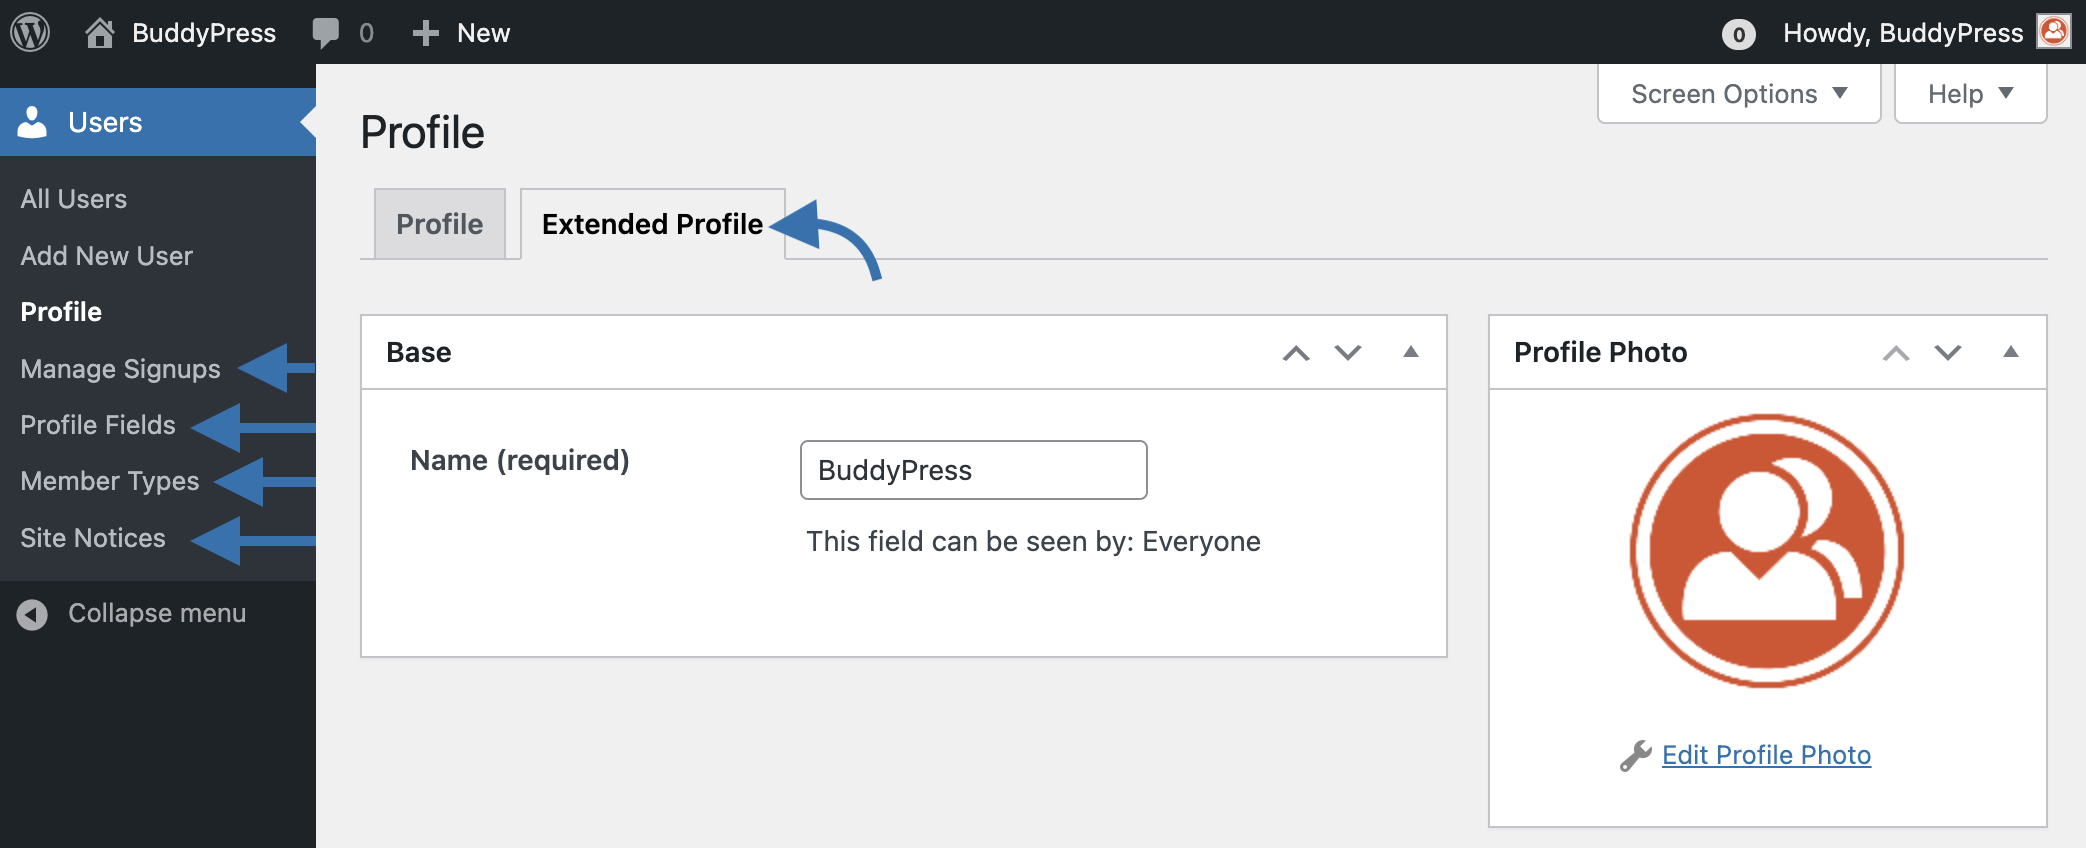 BuddyPress 0 New 0 Howdy, BuddyPress
Screen Options Help
Users
All Users
Add New User
Profile
Manage Signups
Profile Fields
Member Types
Site Notices
Collapse menu
Profile
Profile Extended Profile
Base
Name (required) BuddyPress
This field can be seen by: Everyone
Profile Photo
Edit Profile Photo